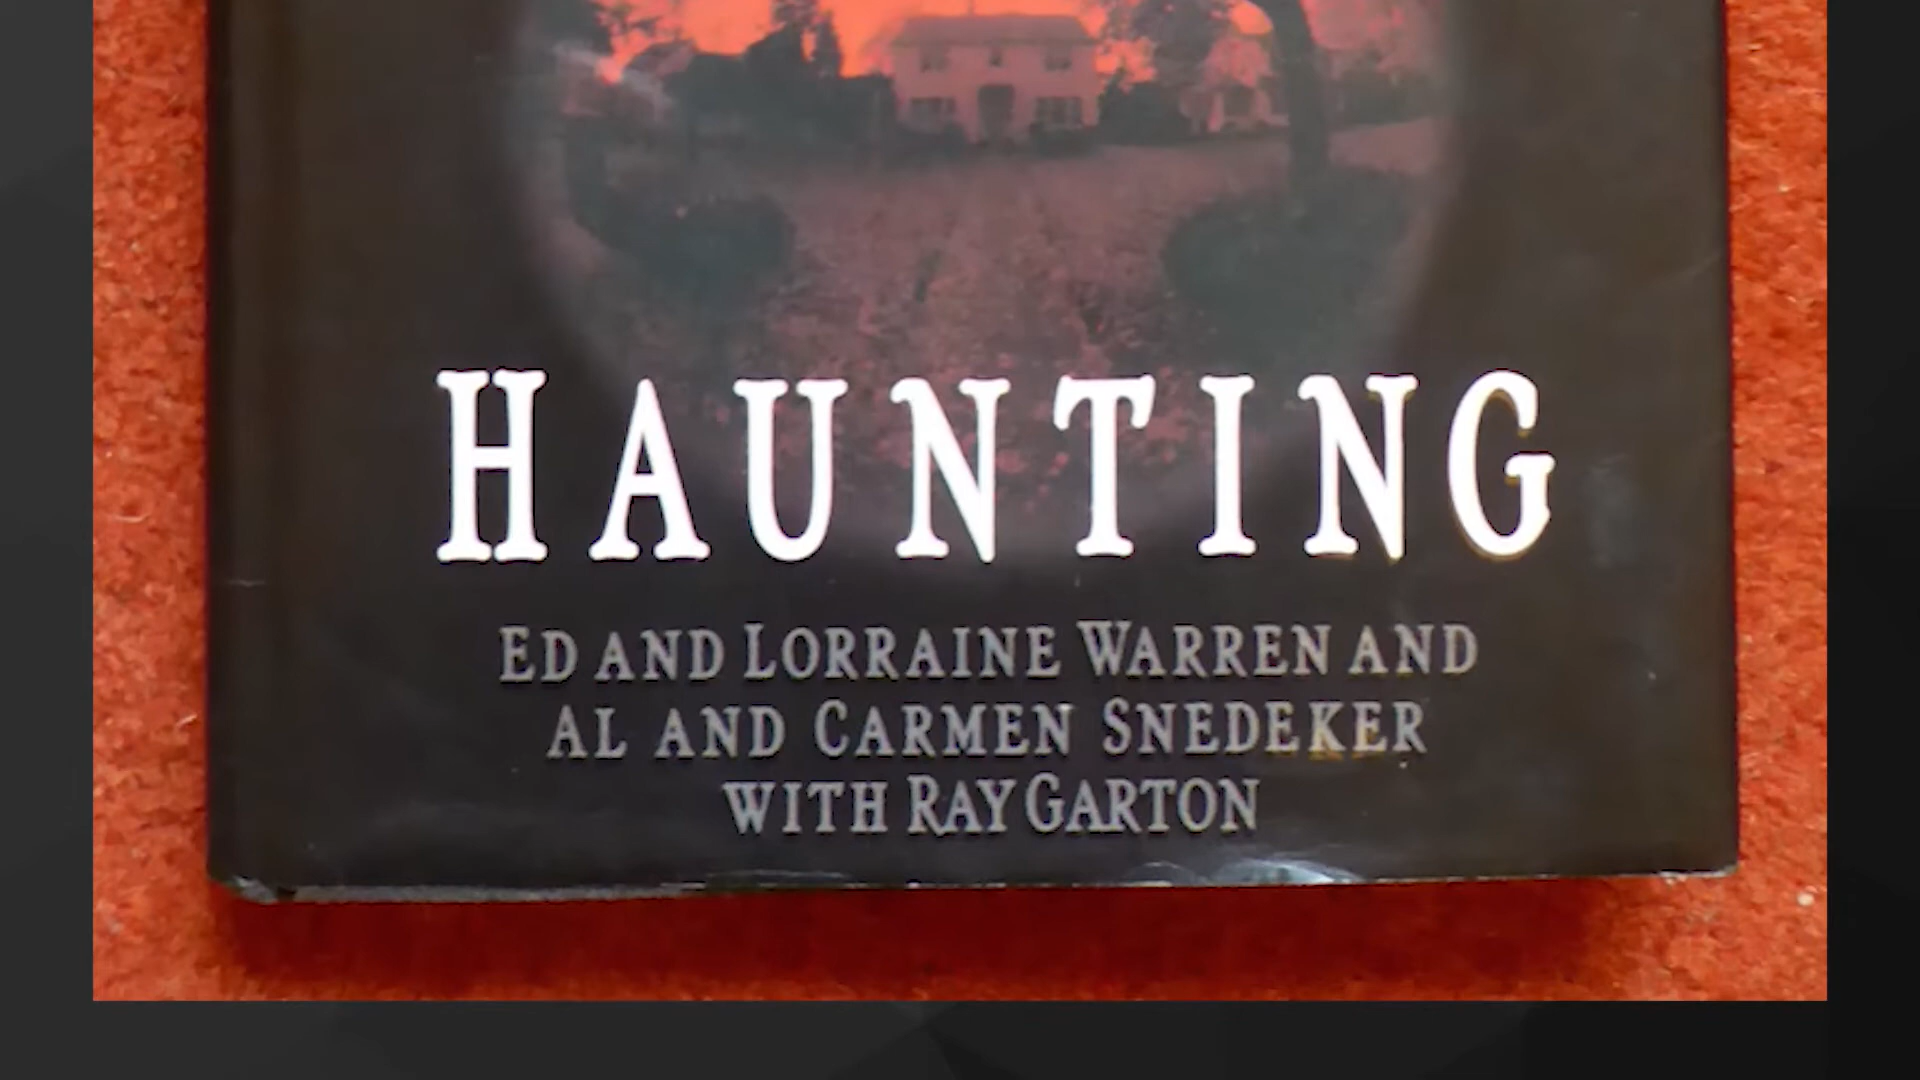 HAUNTING
ED AND LORRAINE WARREN AND
AL AND CARMEN SNEDEKER
WITH RAY GARTON